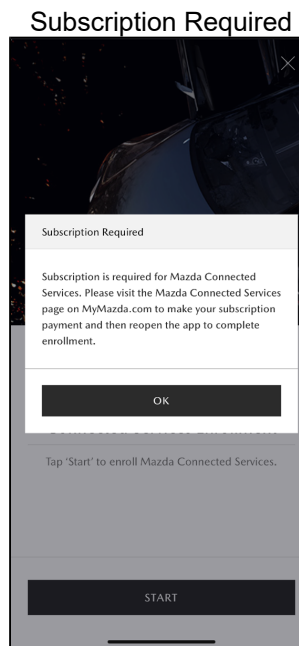 Subscription Required
Subscription Required
Subscription is required for Mazda Connected
Services. Please visit the Mazda Connected Services
page on MyMazda.com to make your subscription
payment and then reopen the app to complete
enrollment.
OK
Tap ‘Start’ to enroll Mazda Connected Services.
START